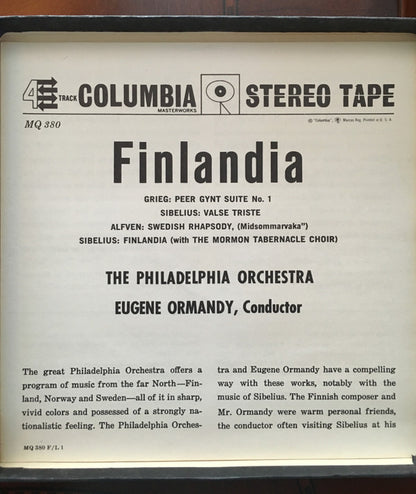 4 TRACK COLUMBIA STEREO TAPE
MASTERWORKS
MQ 380
© "Columbia", Marcas Reg. Printed in U. S. A.
Finlandia
GRIEG: PEER GYNT SUITE No. 1
SIBELIUS: VALSE TRISTE
ALFVEN: SWEDISH RHAPSODY, (Midsommarvaka")
SIBELIUS: FINLANDIA (with THE MORMON TABERNACLE CHOIR)
THE PHILADELPHIA ORCHESTRA
EUGENE ORMANDY, Conductor
The great Philadelphia Orchestra offers a
program of music from the far North—Fin-
land, Norway and Sweden—all of it in sharp,
vivid colors and possessed of a strongly na-
tionalistic feeling. The Philadelphia Orches-
tra and Eugene Ormandy have a compelling
way with these works, notably with the
music of Sibelius. The Finnish composer and
Mr. Ormandy were warm personal friends,
the conductor often visiting Sibelius at his
MQ 380 F/L 1